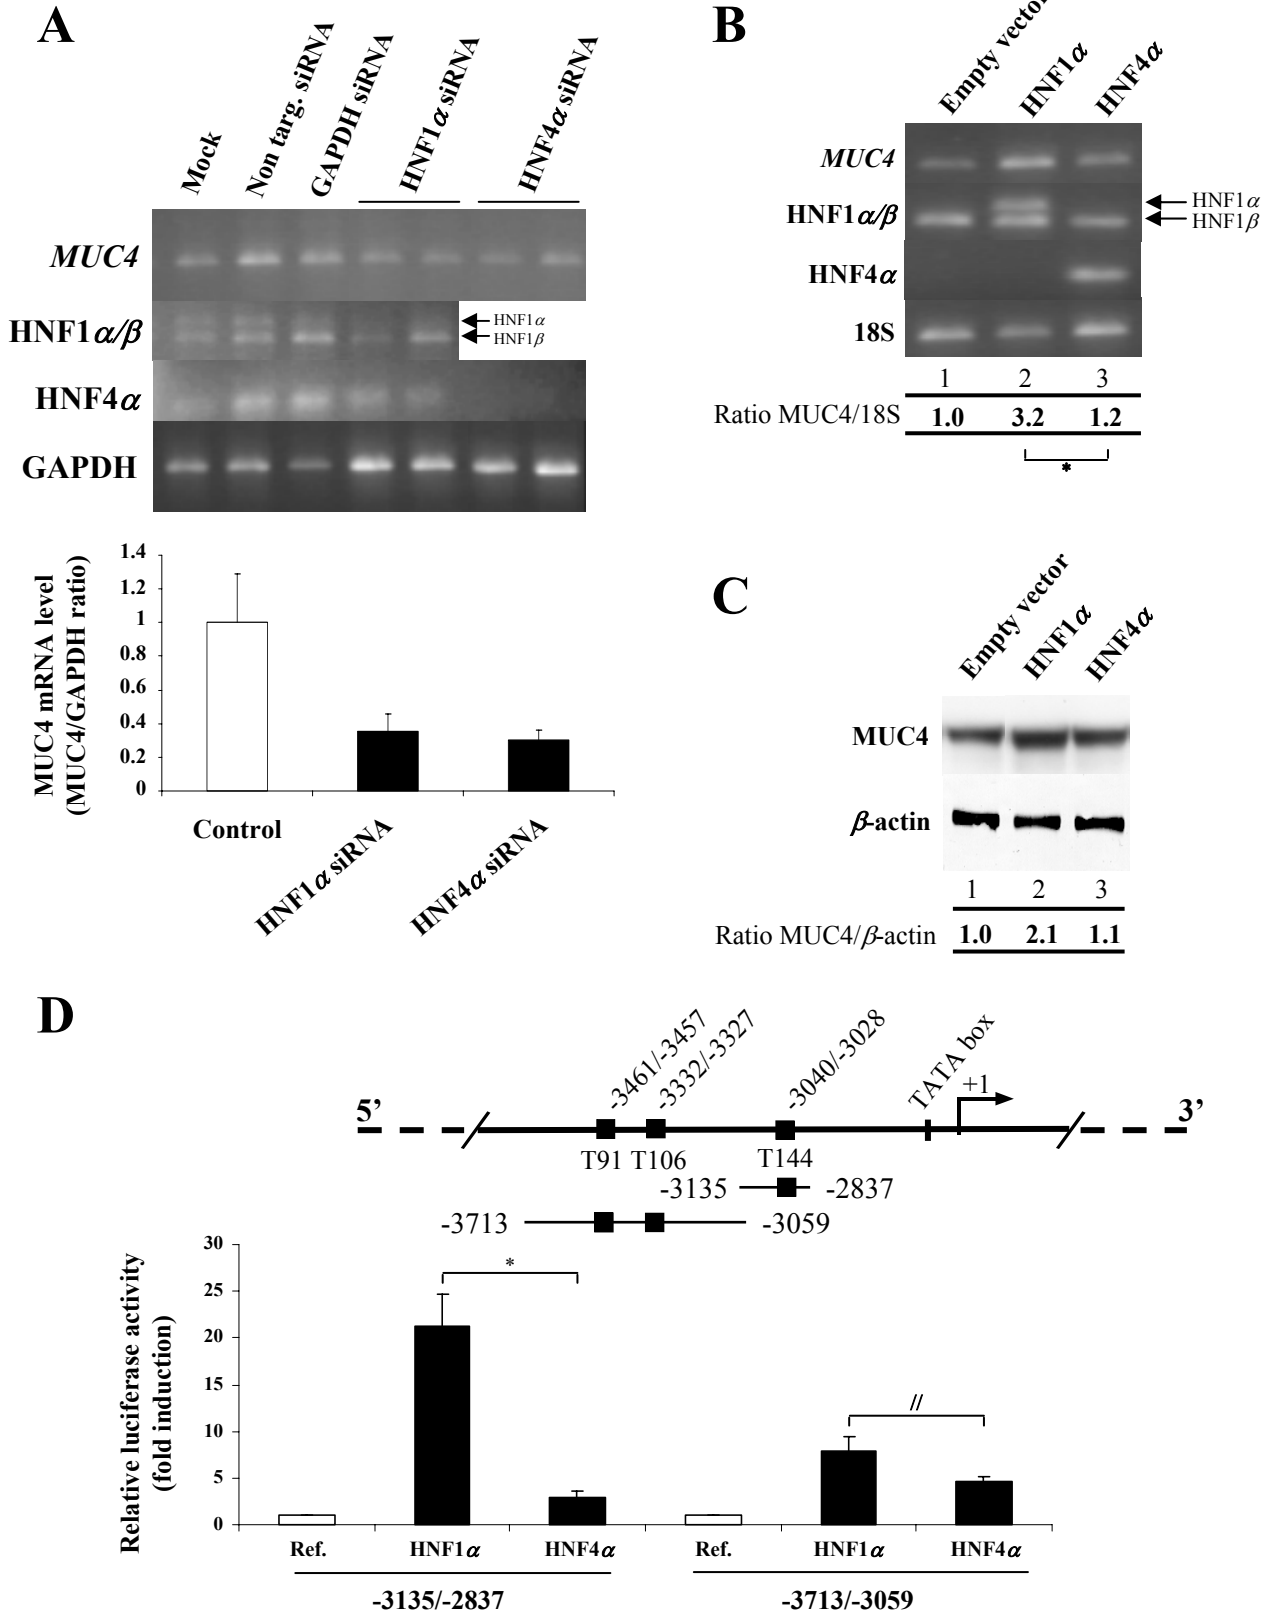 A
Mock
Non targ. siRNA
GAPDH siRNA
HNF1α siRNA
HNF4α siRNA
MUC4
HNF1α/β
HNF1α
HNF1β
HNF4α
GAPDH
MUC4 mRNA level
(MUC4/GAPDH ratio)
1.4
1.2
1
0.8
0.6
0.4
0.2
0
Control
HNF1α siRNA
HNF4α siRNA
B
Empty vector
HNF1α
HNF4α
MUC4
HNF1α/β
HNF1α
HNF1β
HNF4α
18S
1 2 3
Ratio MUC4/18S 1.0 3.2 1.2
*
C
Empty vector
HNF1α
HNF4α
MUC4
β-actin
1 2 3
Ratio MUC4/β-actin 1.0 2.1 1.1
D
-3461/-3457
-3332/-3327
-3040/-3028
TATA box
+1
5’ 3’
T91 T106 T144
-3135 -2837
-3713 -3059
Relative luciferase activity
(fold induction)
30
25
20
15
10
5
0
*
//
Ref. HNF1α HNF4α Ref. HNF1α HNF4α
-3135/-2837 -3713/-3059